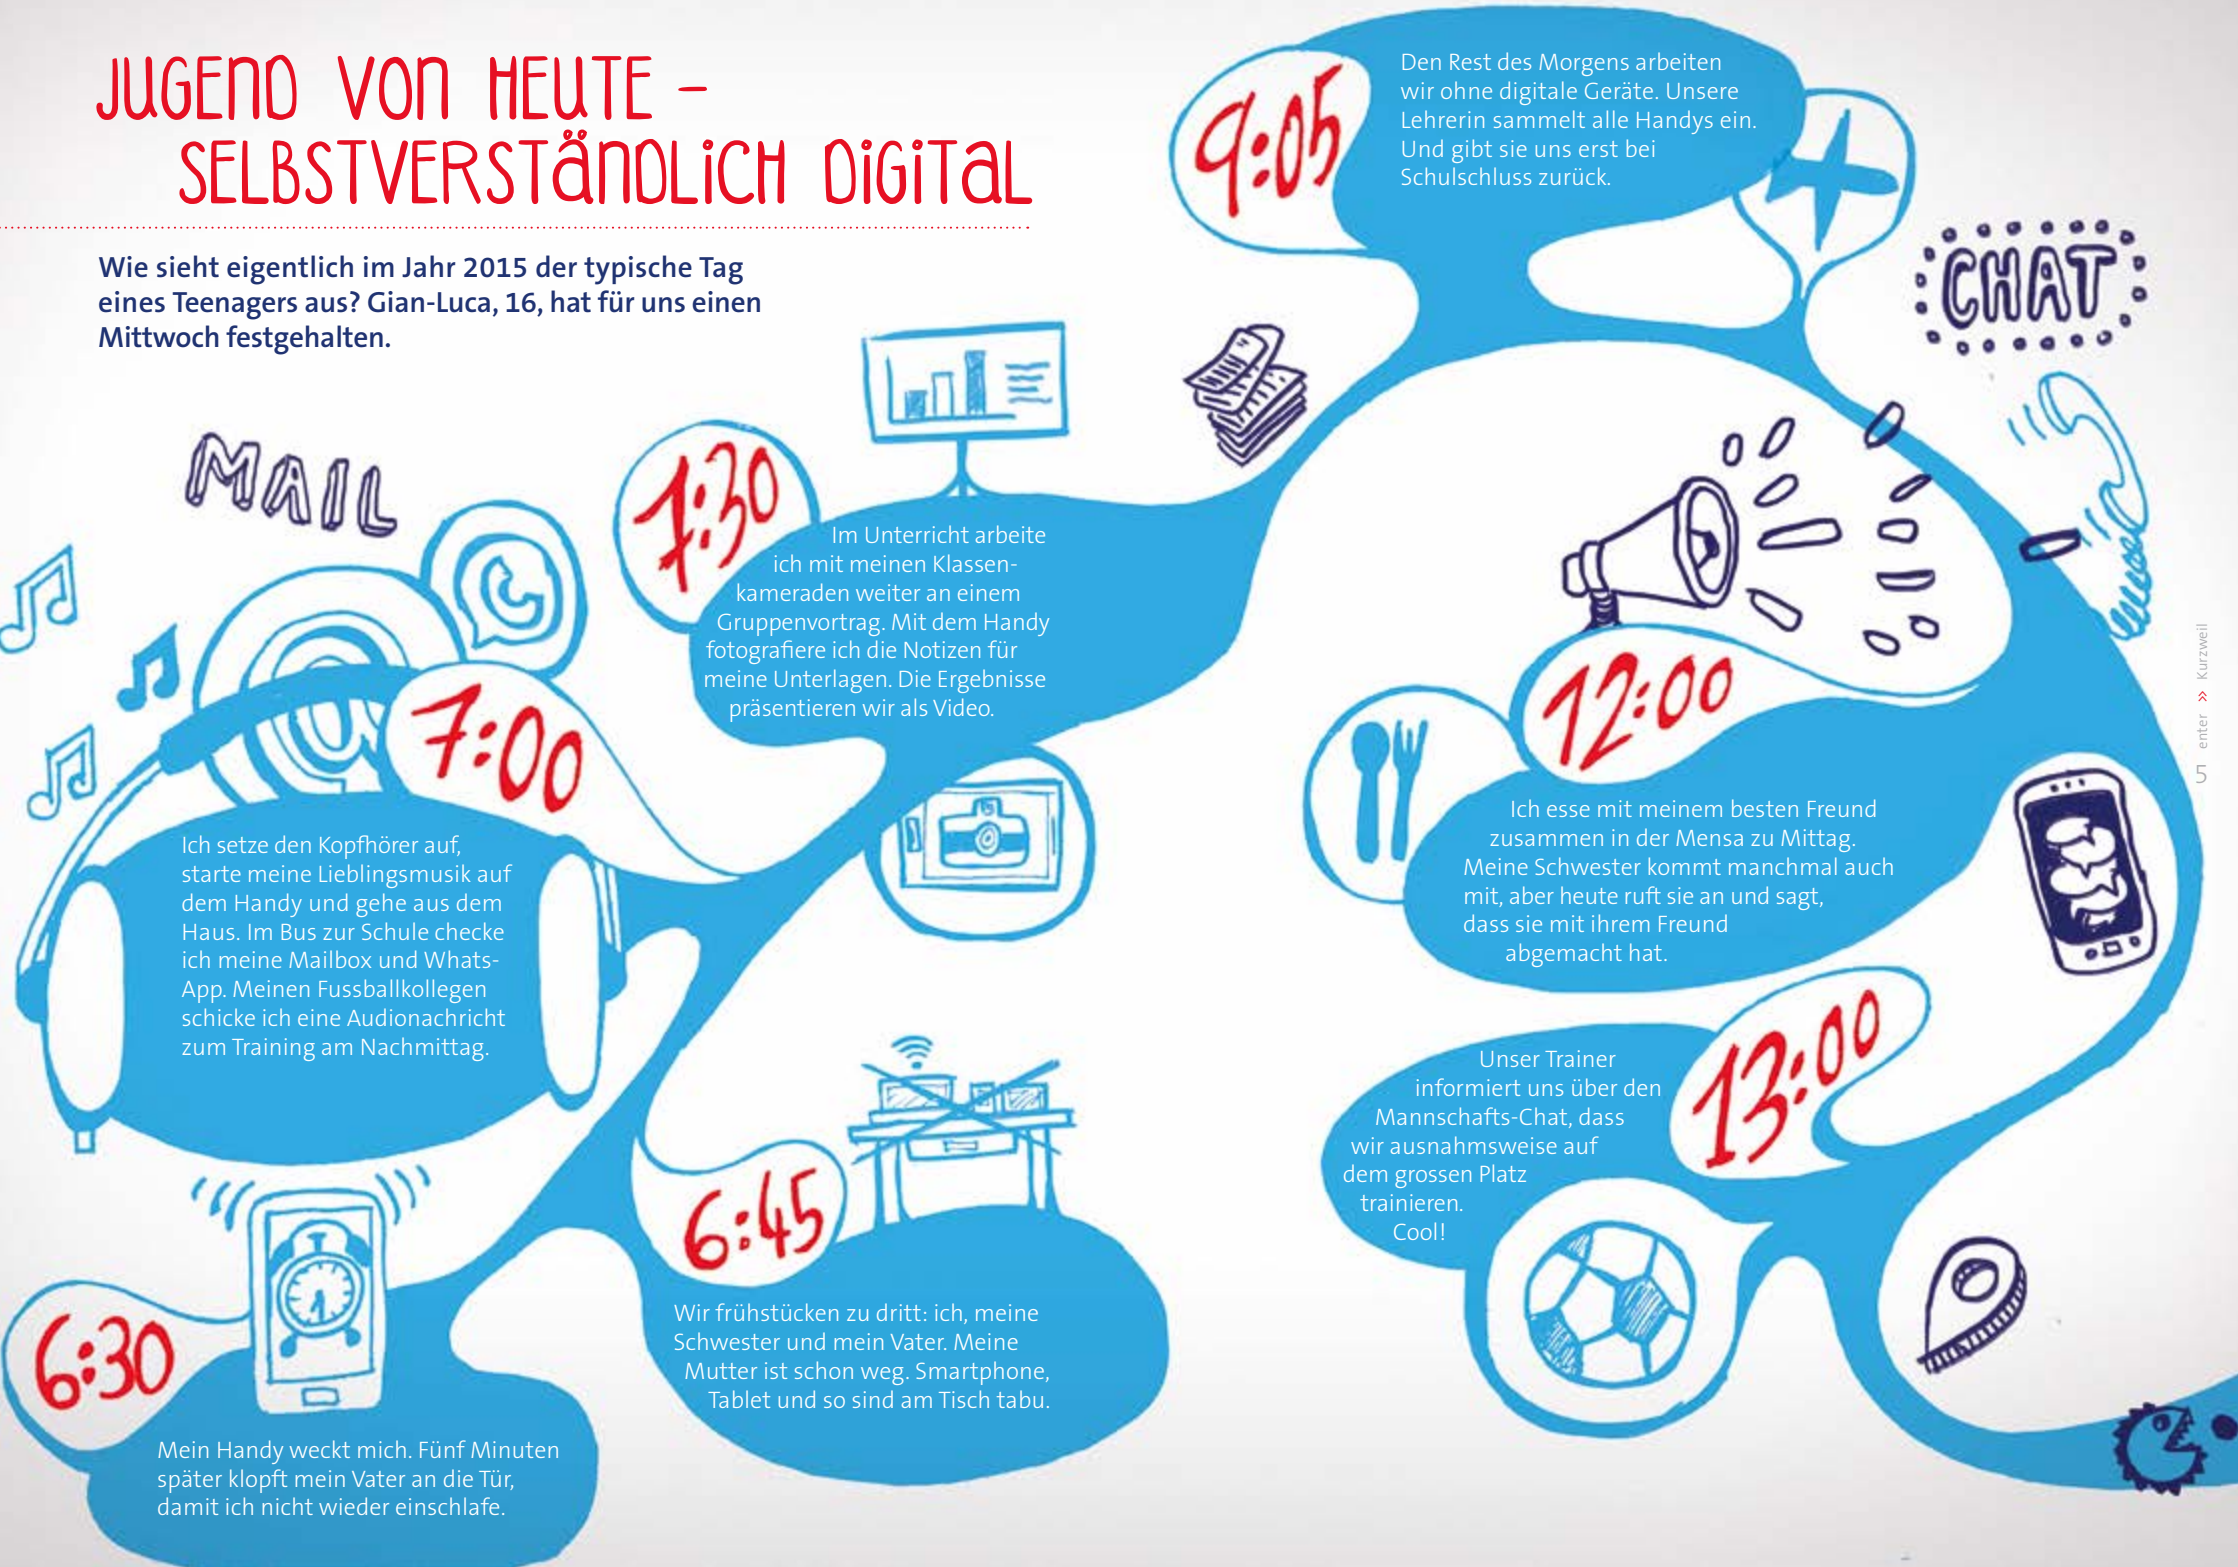 JUGEND VON HEUTE –
SELBSTVERSTÄNDLICH DIGITAL
Wie sieht eigentlich im Jahr 2015 der typische Tag
eines Teenagers aus? Gian-Luca, 16, hat für uns einen
Mittwoch festgehalten.
6:30
Mein Handy weckt mich. Fünf Minuten
später klopft mein Vater an die Tür,
damit ich nicht wieder einschlafe.
6:45
Wir frühstücken zu dritt: ich, meine
Schwester und mein Vater. Meine
Mutter ist schon weg. Smartphone,
Tablet und so sind am Tisch tabu.
MAIL
@
7:00
Ich setze den Kopfhörer auf,
starte meine Lieblingsmusik auf
dem Handy und gehe aus dem
Haus. Im Bus zur Schule checke
ich meine Mailbox und Whats-
App. Meinen Fussballkollegen
schicke ich eine Audionachricht
zum Training am Nachmittag.
7:30
Im Unterricht arbeite
ich mit meinen Klassen-
kameraden weiter an einem
Gruppenvortrag. Mit dem Handy
fotografiere ich die Notizen für
meine Unterlagen. Die Ergebnisse
präsentieren wir als Video.
9:05
Den Rest des Morgens arbeiten
wir ohne digitale Geräte. Unsere
Lehrerin sammelt alle Handys ein.
Und gibt sie uns erst bei
Schulschluss zurück.
CHAT
12:00
Ich esse mit meinem besten Freund
zusammen in der Mensa zu Mittag.
Meine Schwester kommt manchmal auch
mit, aber heute ruft sie an und sagt,
dass sie mit ihrem Freund
abgemacht hat.
13:00
Unser Trainer
informiert uns über den
Mannschafts-Chat, dass
wir ausnahmsweise auf
dem grossen Platz
trainieren.
Cool!
5 enter >> Kurzweil